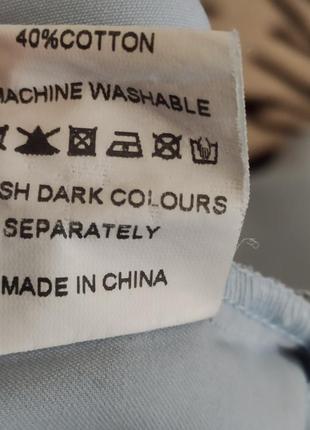 40%COTTON
MACHINE WASHABLE
SH DARK COLOURS
SEPARATELY
MADE IN CHINA